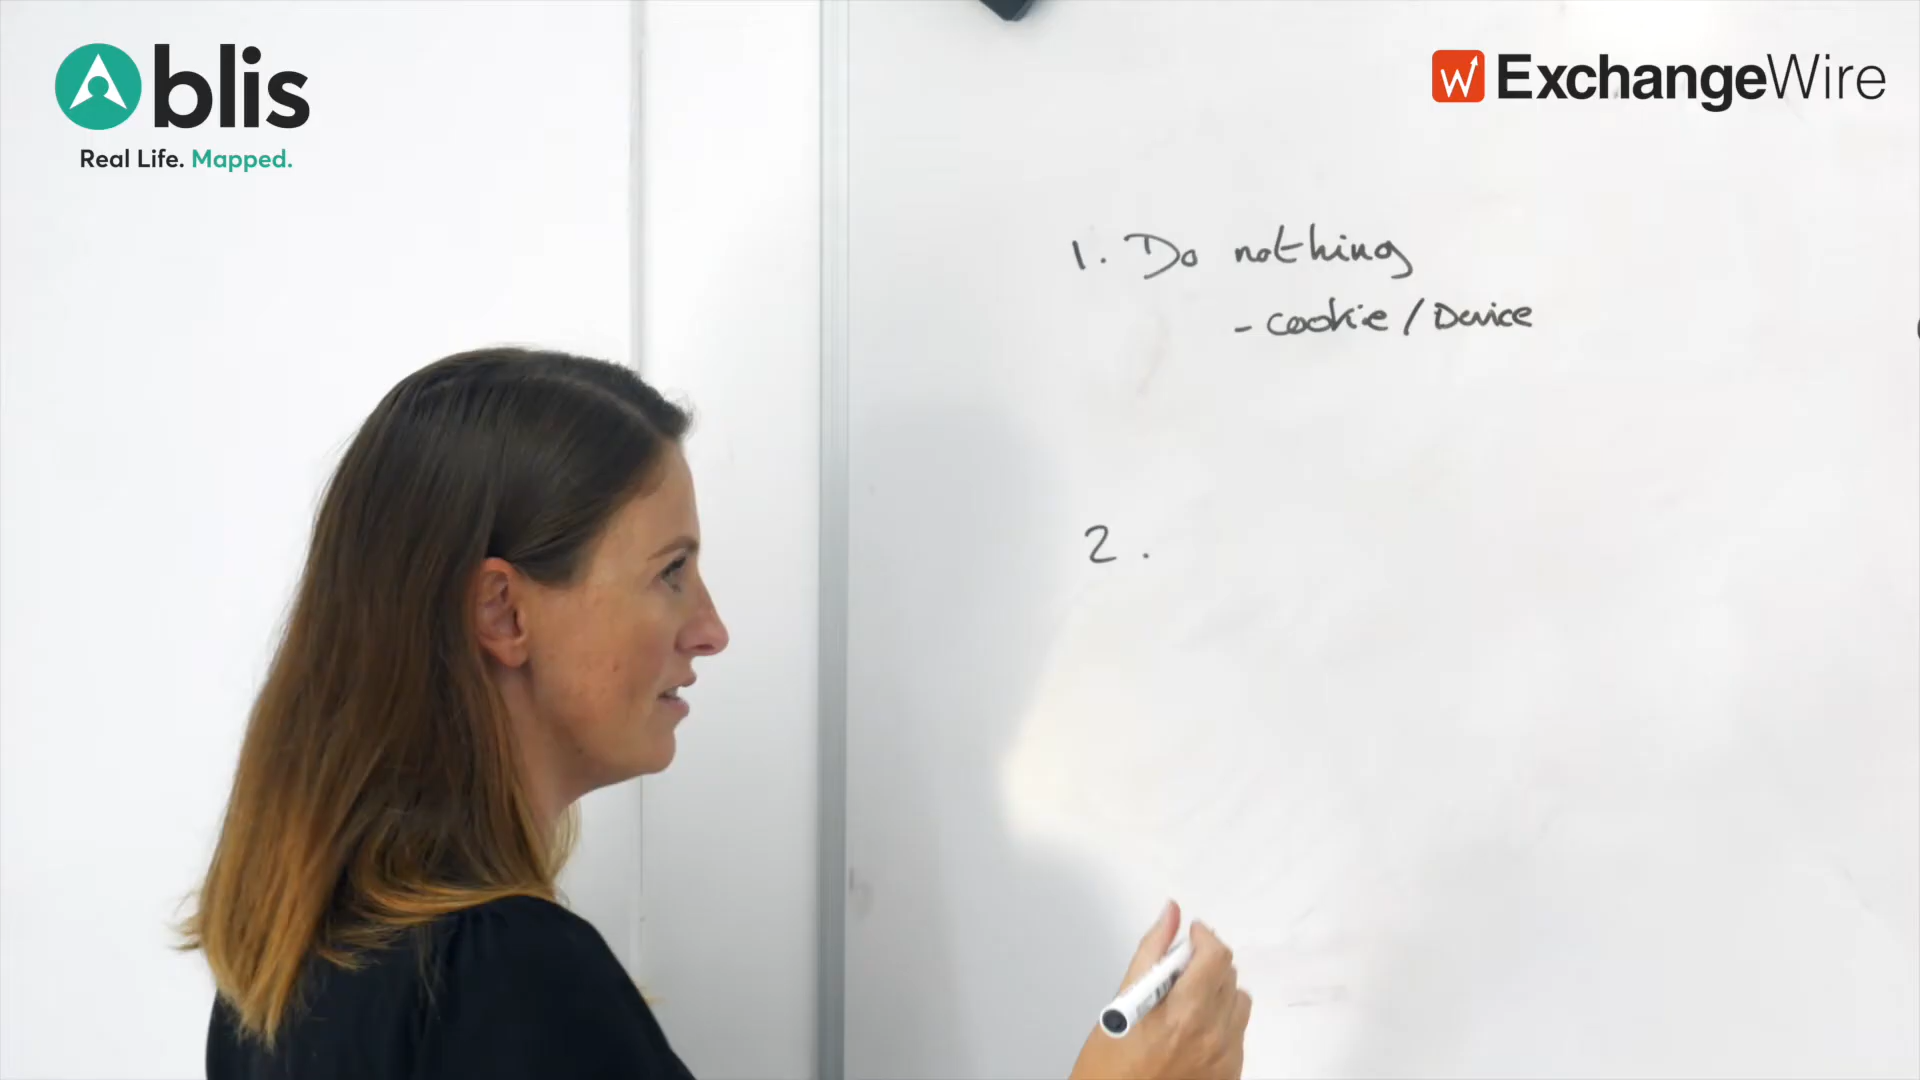 blis
Real Life. Mapped.
ExchangeWire
1. Do nothing
- cookie / Device
2.